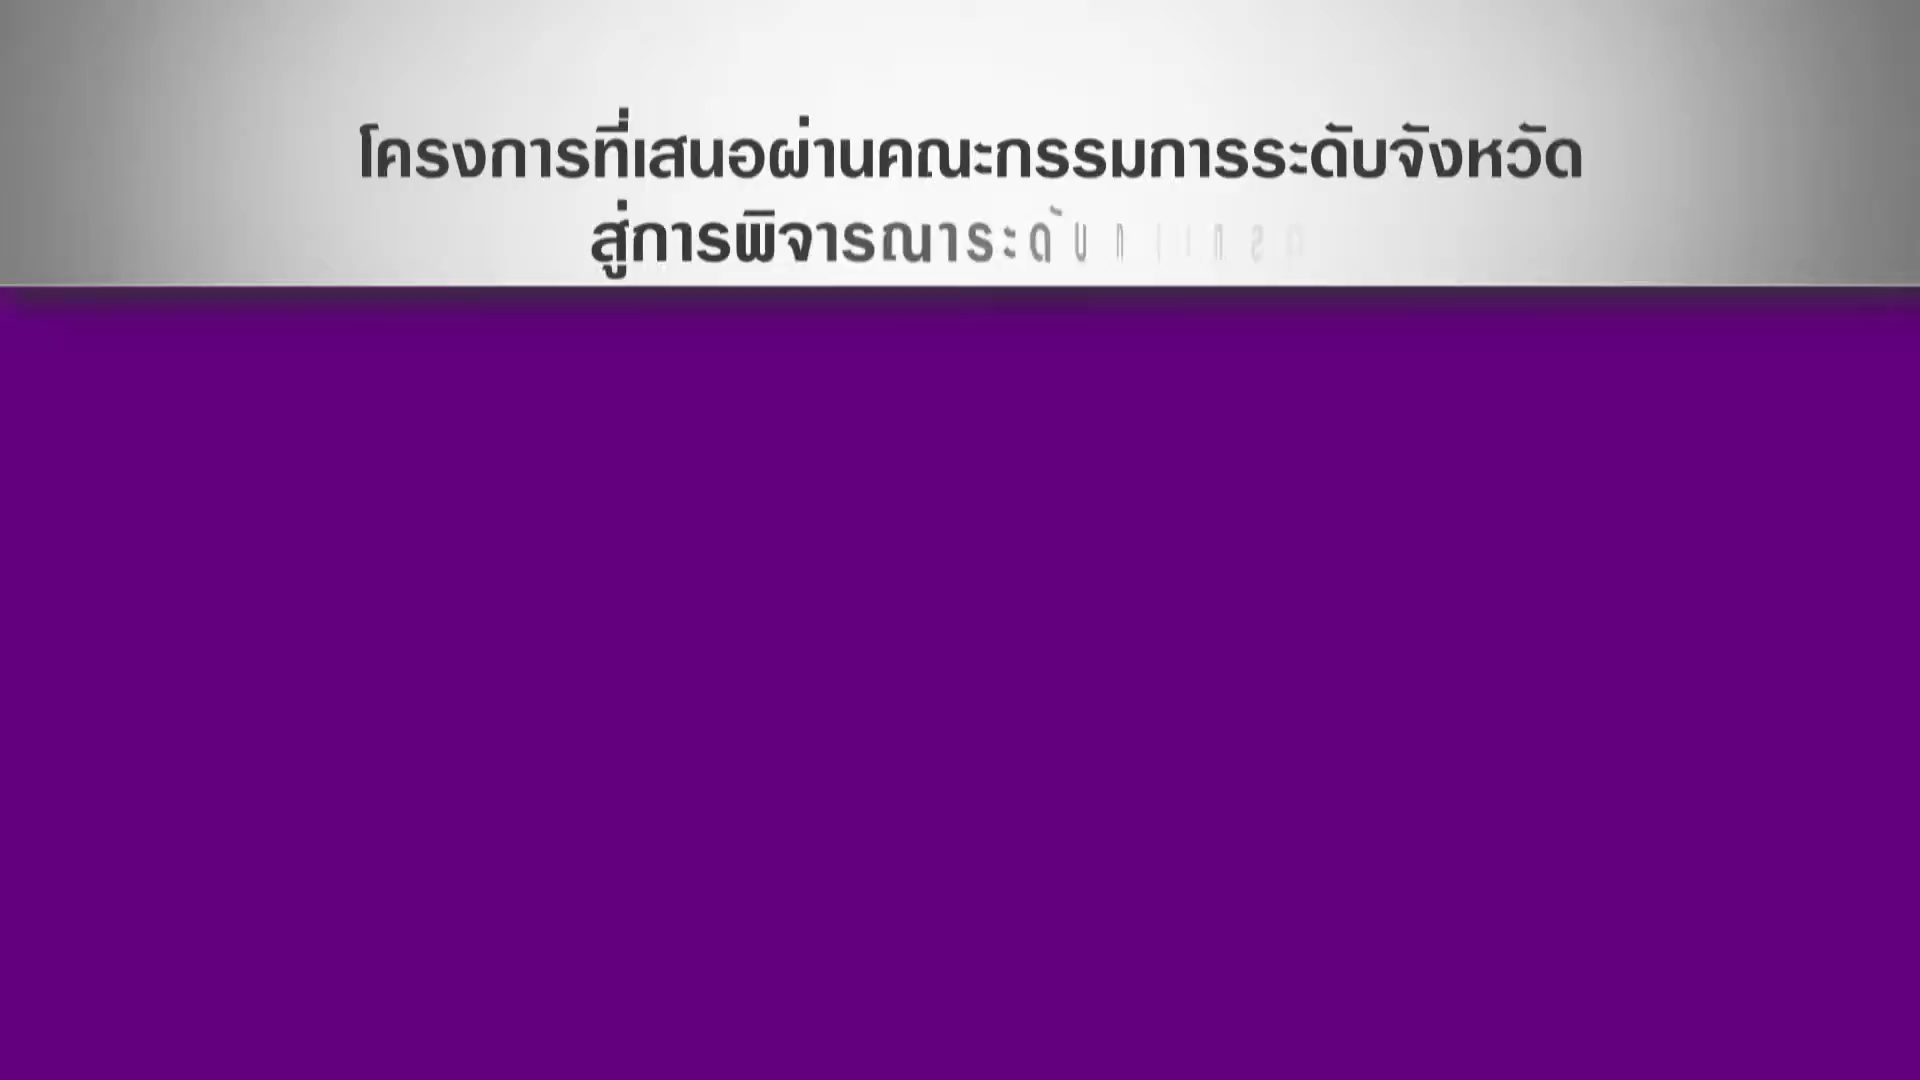 โครงการที่เสนอผ่านคณะกรรมการระดับจังหวัด
สู่การพิจารณาระดับ